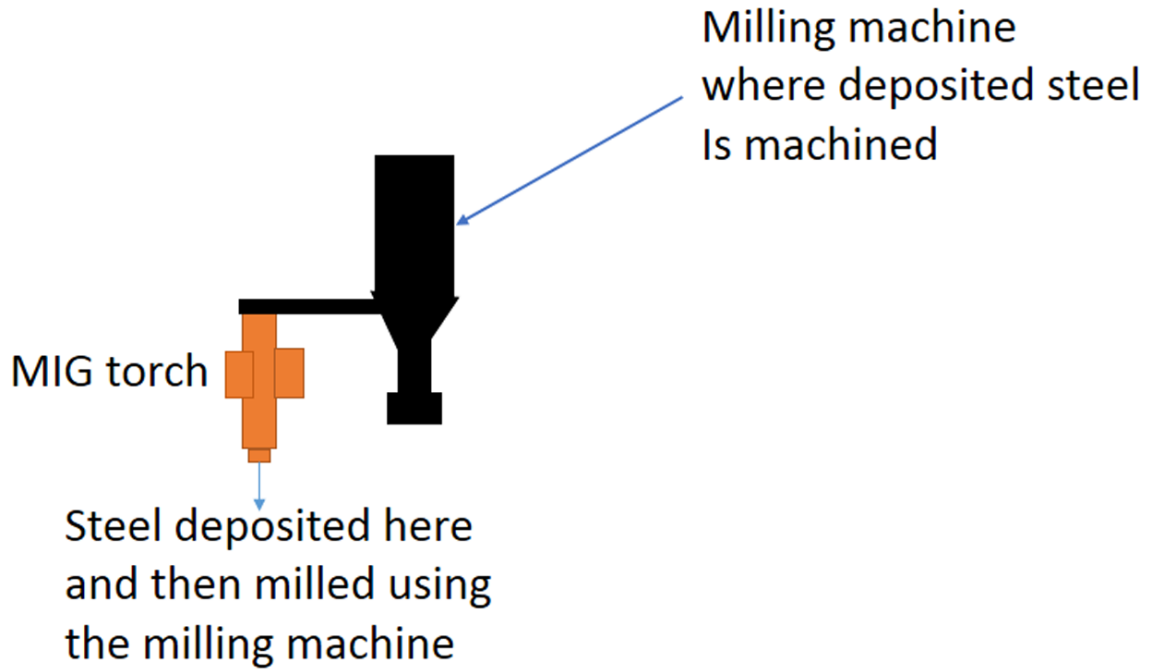 Milling machine
where deposited steel
Is machined
MIG torch
Steel deposited here
and then milled using
the milling machine